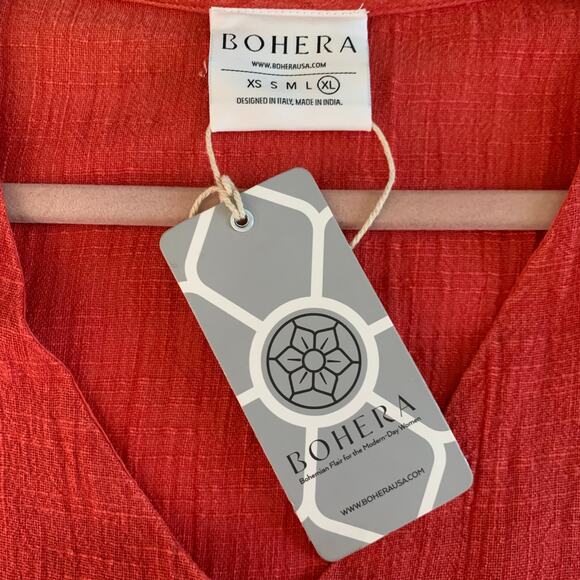 BOHERA
WWW.BOHERAUSA.COM
XS S M L XL
DESIGNED IN ITALY, MADE IN INDIA.
BOHERA
Bohemian Flair for the Modern-Day Women
WWW.BOHERAUSA.COM